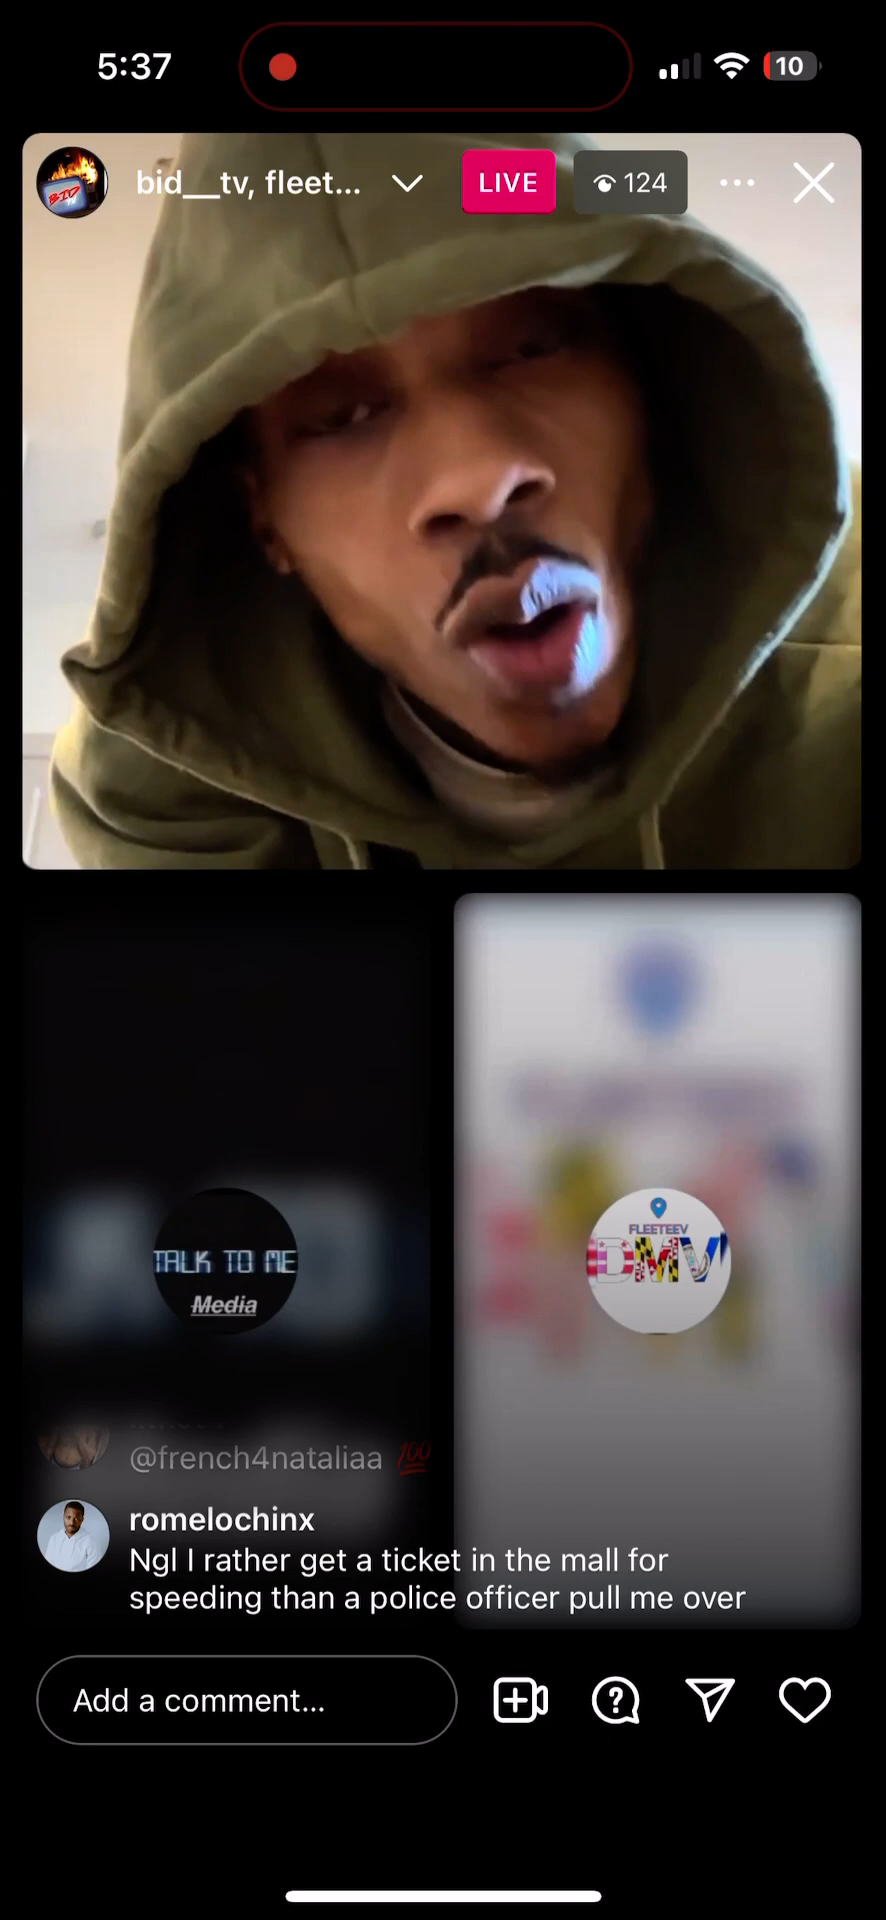 5:37
10
BID
bid__tv, fleet...
LIVE
124
TALK TO ME
Media
FLEETEEV
DMV
@french4nataliaa 💯
romelochinx
Ngl I rather get a ticket in the mall for
speeding than a police officer pull me over
Add a comment...